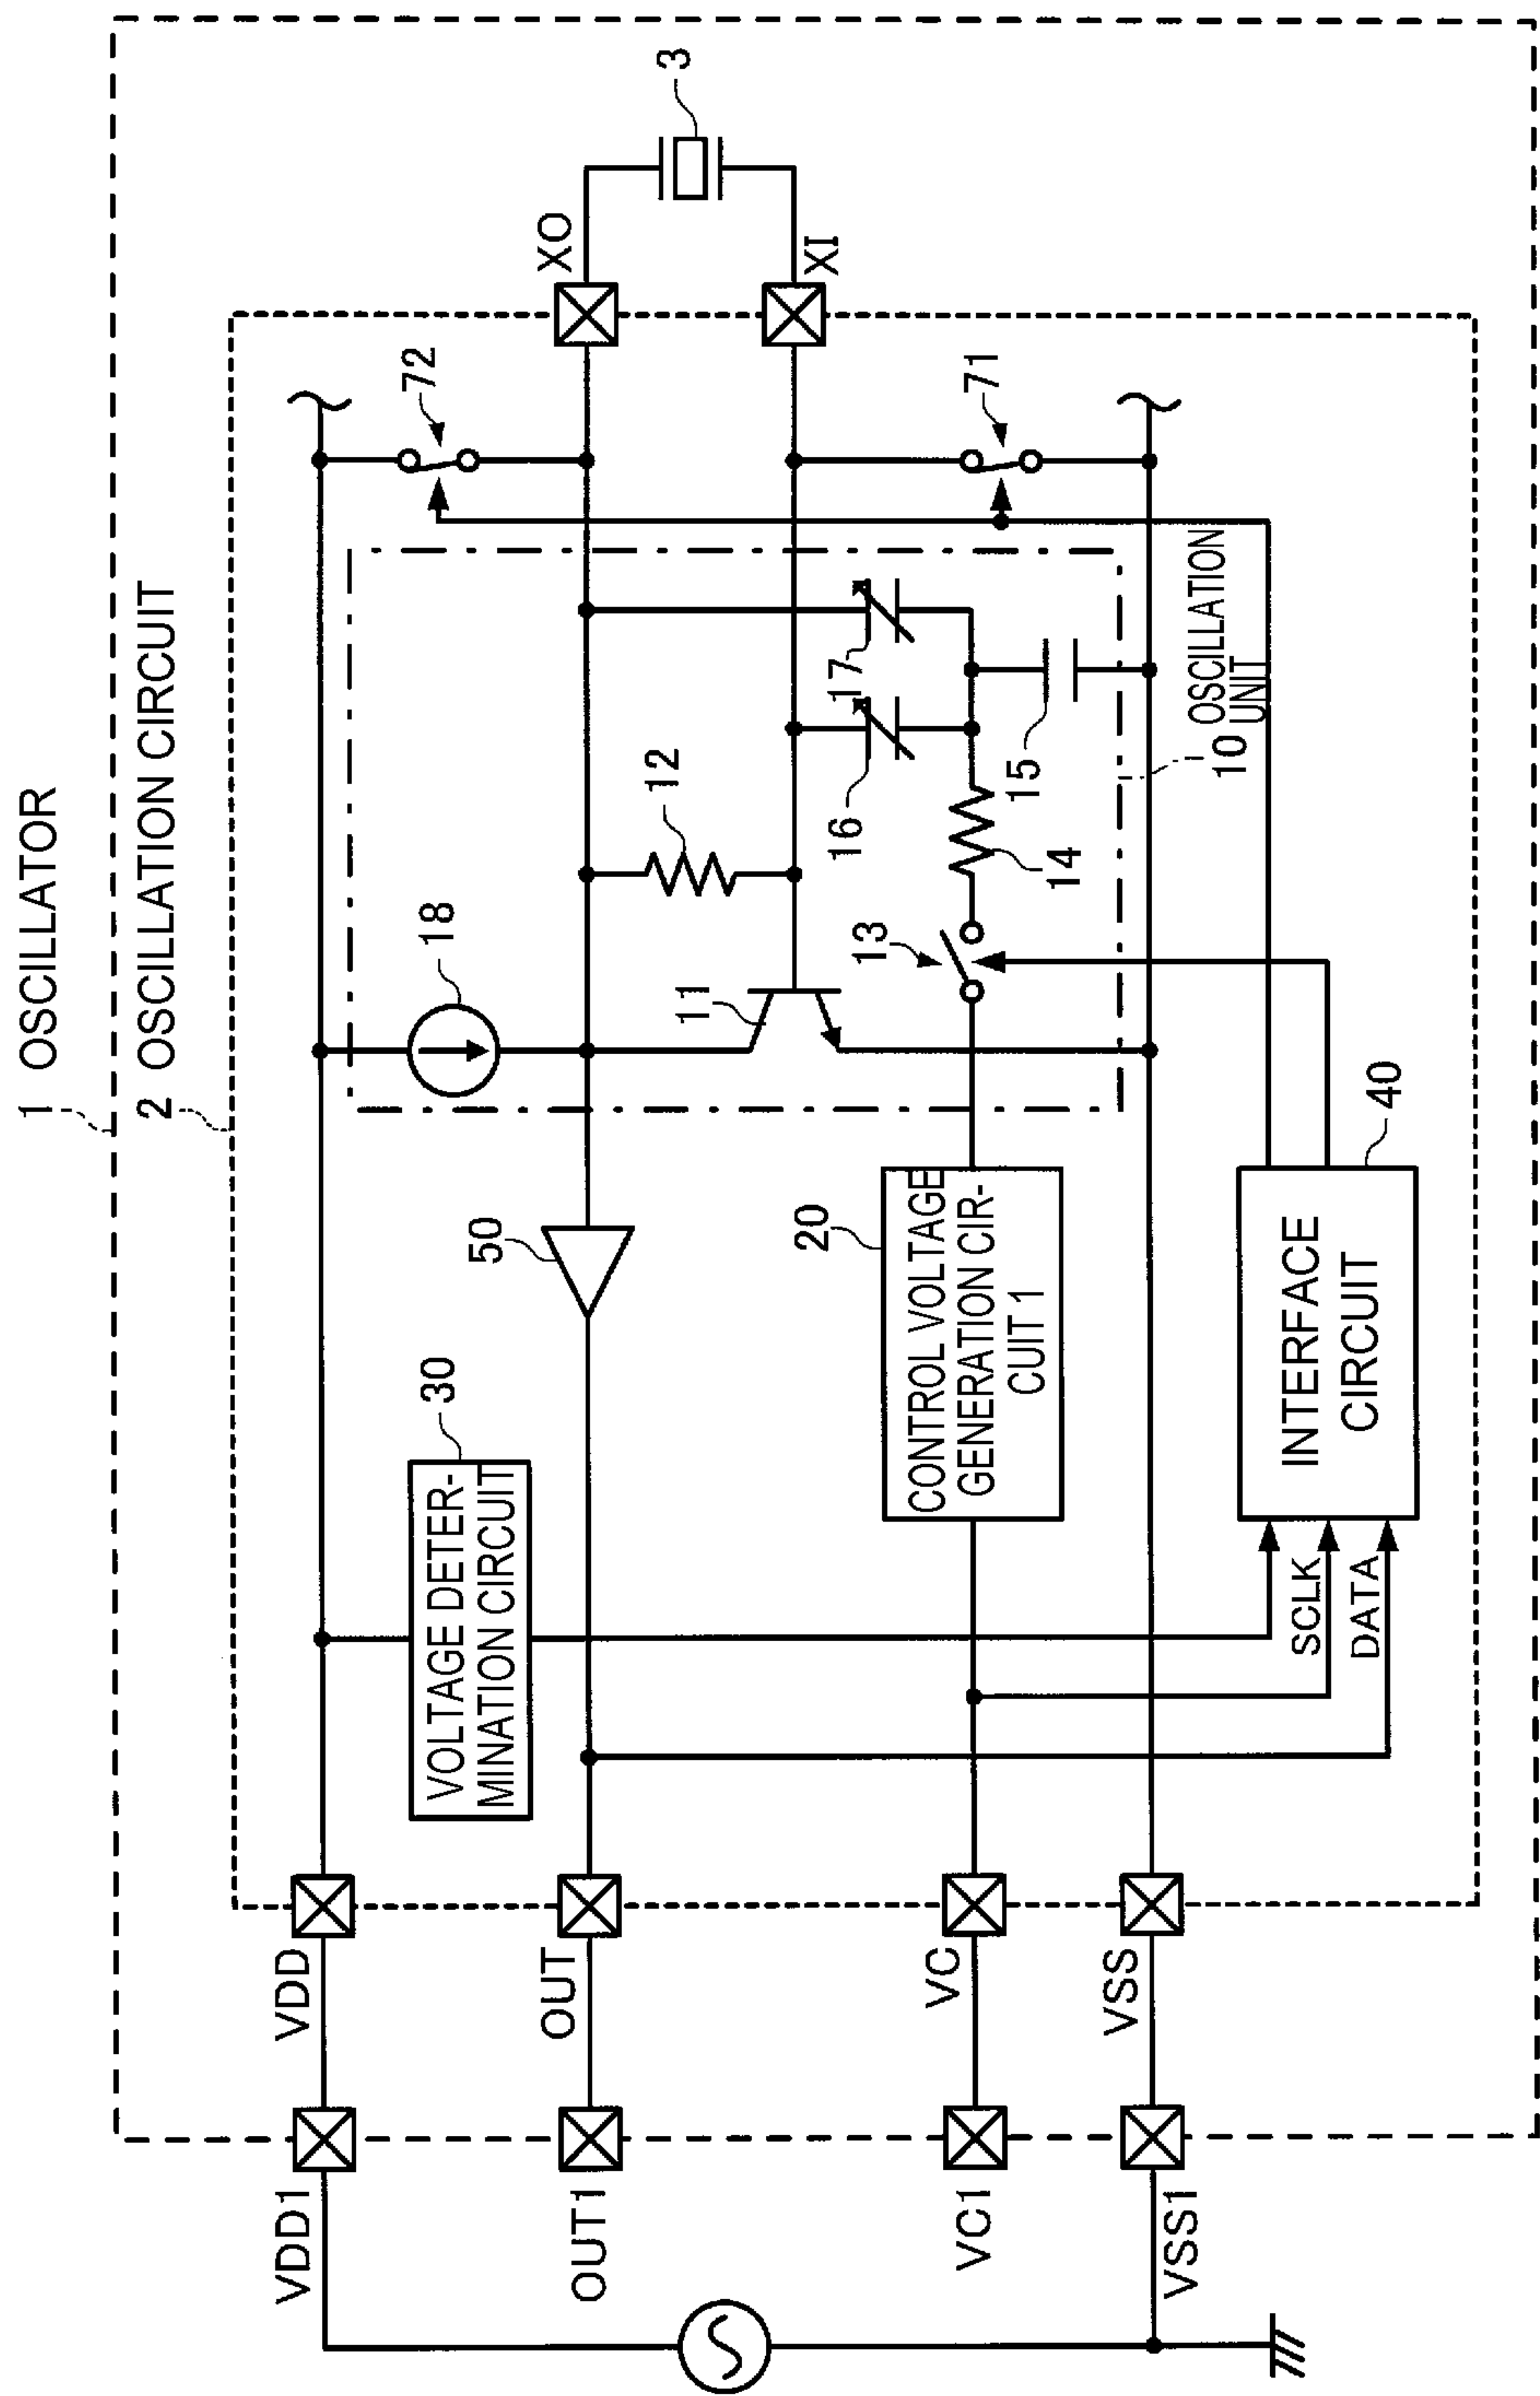 1 OSCILLATOR
2 OSCILLATION CIRCUIT
VDD1
VDD
VOLTAGE DETER-
MINATION CIRCUIT
30
18
72
OUT1
OUT
50
12
XO
3
11
XI
VC1
VC
20
CONTROL VOLTAGE
GENERATION CIR-
CUIT 1
13
16
17
14
15
71
VSS1
VSS
10
OSCILLATION
UNIT
SCLK
DATA
INTERFACE
CIRCUIT
40